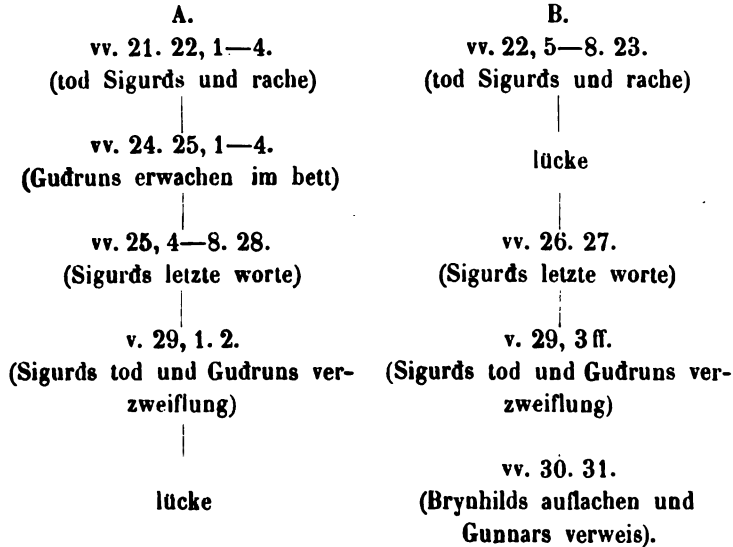 A.
vv. 21. 22, 1—4.
(tod Sigurđs und rache)
vv. 24. 25, 1—4.
(Guđruns erwachen im bett)
vv. 25, 4—8. 28.
(Sigurđs letzte worte)
v. 29, 1. 2.
(Sigurđs tod und Guđruns ver-
zweiflung)
lücke
B.
vv. 22, 5—8. 23.
(tod Sigurđs und rache)
lücke
vv. 26. 27.
(Sigurđs letzte worte)
v. 29, 3 ff.
(Sigurđs tod und Guđruns ver-
zweiflung)
vv. 30. 31.
(Brynhilds auflachen und
Gunnars verweis).